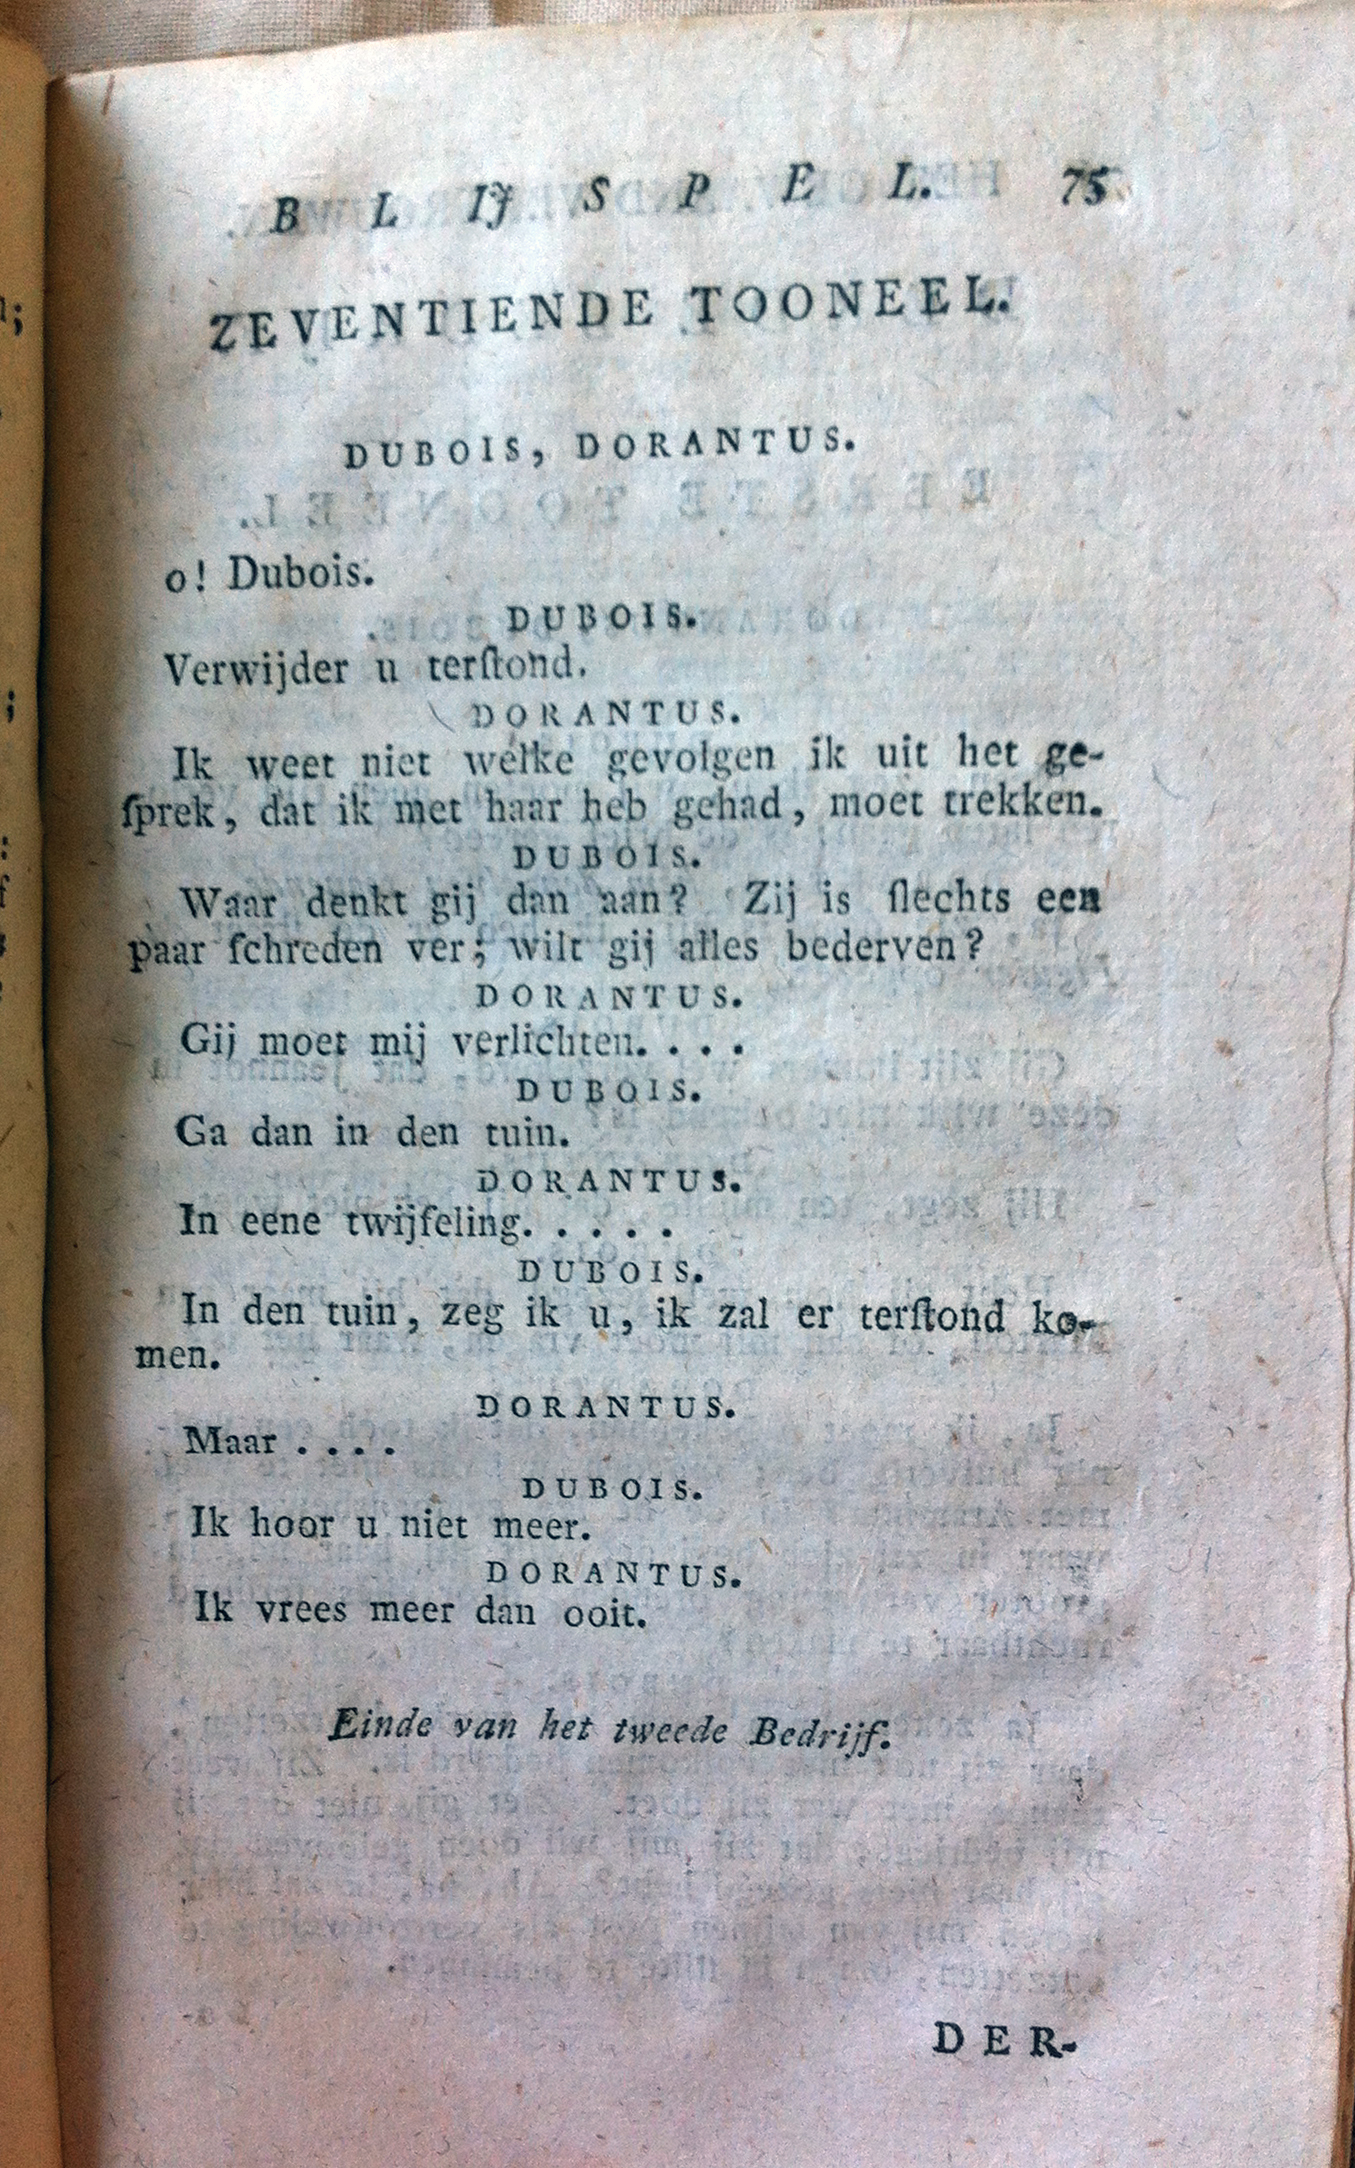 B L IJ S P E L. 75
ZEVENTIENDE TOONEEL.
DUBOIS, DORANTUS.
o! Dubois.
DUBOIS.
Verwijder u terſtond.
DORANTUS.
Ik weet niet welke gevolgen ik uit het ge-
ſprek, dat ik met haar heb gehad, moet trekken.
DUBOIS.
Waar denkt gij dan aan? Zij is ſlechts een
paar ſchreden ver; wilt gij alles bederven?
DORANTUS.
Gij moet mij verlichten. . . .
DUBOIS.
Ga dan in den tuin.
DORANTUS.
In eene twijfeling. . . . .
DUBOIS.
In den tuin, zeg ik u, ik zal er terſtond ko-
men.
DORANTUS.
Maar . . . .
DUBOIS.
Ik hoor u niet meer.
DORANTUS.
Ik vrees meer dan ooit.
Einde van het tweede Bedrijf.
DER-